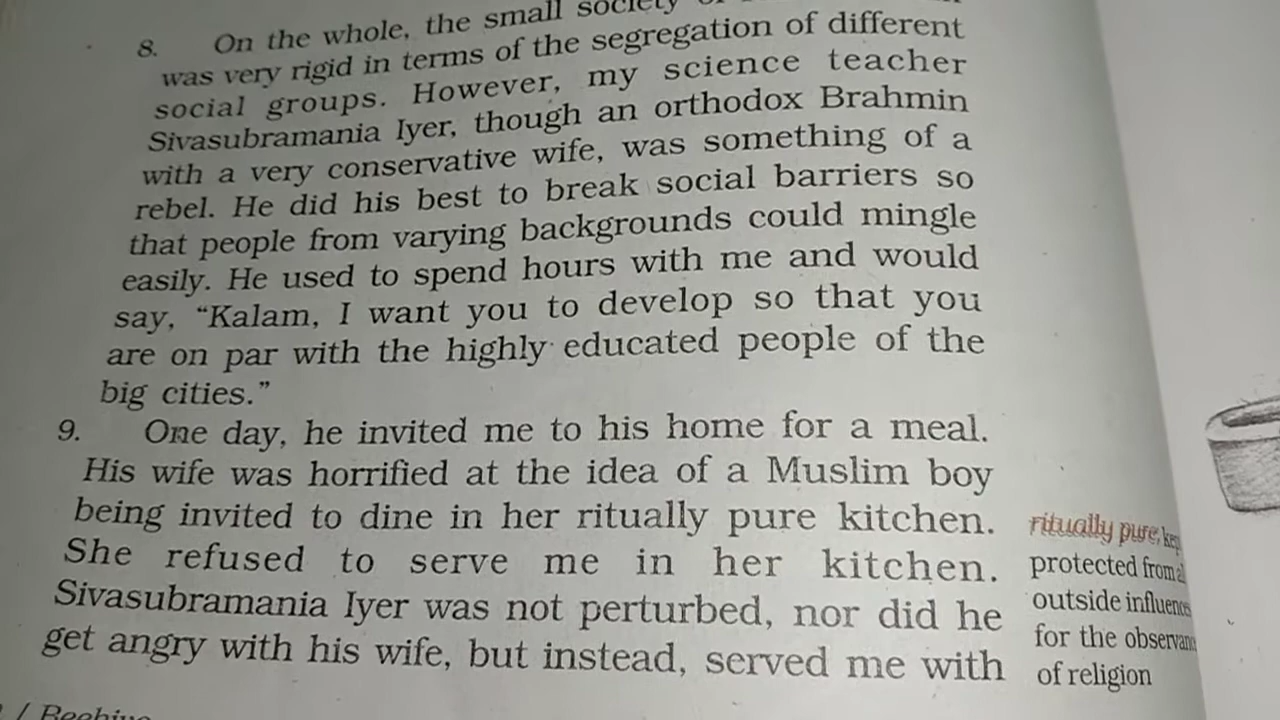 8. On the whole, the small society
was very rigid in terms of the segregation of different
social groups. However, my science teacher
Sivasubramania Iyer, though an orthodox Brahmin
with a very conservative wife, was something of a
rebel. He did his best to break social barriers so
that people from varying backgrounds could mingle
easily. He used to spend hours with me and would
say, “Kalam, I want you to develop so that you
are on par with the highly educated people of the
big cities.”
9. One day, he invited me to his home for a meal.
His wife was horrified at the idea of a Muslim boy
being invited to dine in her ritually pure kitchen.
She refused to serve me in her kitchen.
Sivasubramania Iyer was not perturbed, nor did he
get angry with his wife, but instead, served me with
ritually pure:
protected from
outside influences
for the
of religion
/ Beehive